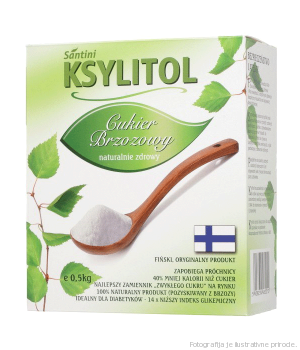 Santini
KSYLITOL
Cukier
Brzozowy
naturalnie zdrowy
FIŃSKI, ORYGINALNY PRODUKT
e 0,5kg
ZAPOBIEGA PRÓCHNICY
40% MNIEJ KALORII NIŻ CUKIER
NAJLEPSZY ZAMIENNIK „ZWYKŁEGO CUKRU” NA RYNKU
100% NATURALNY PRODUKT (POZYSKIWANY Z BRZOZY)
IDEALNY DLA DIABETYKÓW - 14 x NIŻSZY INDEKS GLIKEMICZNY
Fotografija je ilustrativne prirode.